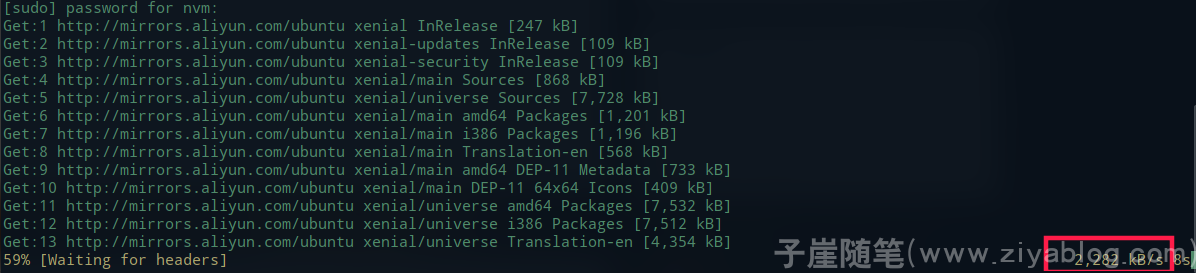 [sudo] password for nvm:
Get:1 http://mirrors.aliyun.com/ubuntu xenial InRelease [247 kB]
Get:2 http://mirrors.aliyun.com/ubuntu xenial-updates InRelease [109 kB]
Get:3 http://mirrors.aliyun.com/ubuntu xenial-security InRelease [109 kB]
Get:4 http://mirrors.aliyun.com/ubuntu xenial/main Sources [868 kB]
Get:5 http://mirrors.aliyun.com/ubuntu xenial/universe Sources [7,728 kB]
Get:6 http://mirrors.aliyun.com/ubuntu xenial/main amd64 Packages [1,201 kB]
Get:7 http://mirrors.aliyun.com/ubuntu xenial/main i386 Packages [1,196 kB]
Get:8 http://mirrors.aliyun.com/ubuntu xenial/main Translation-en [568 kB]
Get:9 http://mirrors.aliyun.com/ubuntu xenial/main amd64 DEP-11 Metadata [733 kB]
Get:10 http://mirrors.aliyun.com/ubuntu xenial/main DEP-11 64x64 Icons [409 kB]
Get:11 http://mirrors.aliyun.com/ubuntu xenial/universe amd64 Packages [7,532 kB]
Get:12 http://mirrors.aliyun.com/ubuntu xenial/universe i386 Packages [7,512 kB]
Get:13 http://mirrors.aliyun.com/ubuntu xenial/universe Translation-en [4,354 kB]
59% [Waiting for headers] 2,282 kB/s 8s
子崖随笔(www.ziyablog.com)